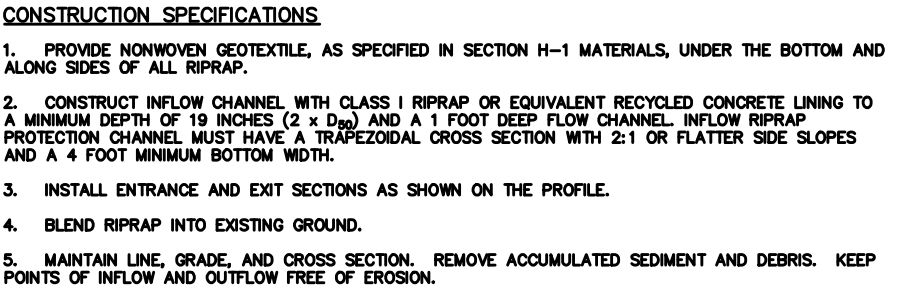 CONSTRUCTION SPECIFICATIONS
1. PROVIDE NONWOVEN GEOTEXTILE, AS SPECIFIED IN SECTION H-1 MATERIALS, UNDER THE BOTTOM AND
ALONG SIDES OF ALL RIPRAP.
2. CONSTRUCT INFLOW CHANNEL WITH CLASS I RIPRAP OR EQUIVALENT RECYCLED CONCRETE LINING TO
A MINIMUM DEPTH OF 19 INCHES (2 x D50) AND A 1 FOOT DEEP FLOW CHANNEL. INFLOW RIPRAP
PROTECTION CHANNEL MUST HAVE A TRAPEZOIDAL CROSS SECTION WITH 2:1 OR FLATTER SIDE SLOPES
AND A 4 FOOT MINIMUM BOTTOM WIDTH.
3. INSTALL ENTRANCE AND EXIT SECTIONS AS SHOWN ON THE PROFILE.
4. BLEND RIPRAP INTO EXISTING GROUND.
5. MAINTAIN LINE, GRADE, AND CROSS SECTION. REMOVE ACCUMULATED SEDIMENT AND DEBRIS. KEEP
POINTS OF INFLOW AND OUTFLOW FREE OF EROSION.